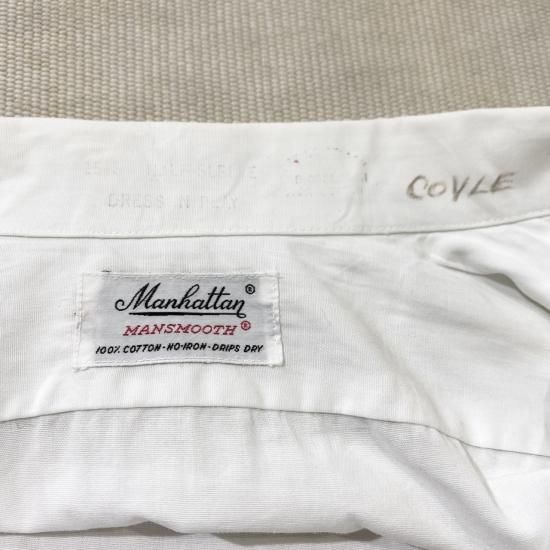 HALF SLEEVE
DRESS N PLAY
COYLE
Manhattan®
MANSMOOTH®
100% COTTON-NO-IRON-DRIPS DRY